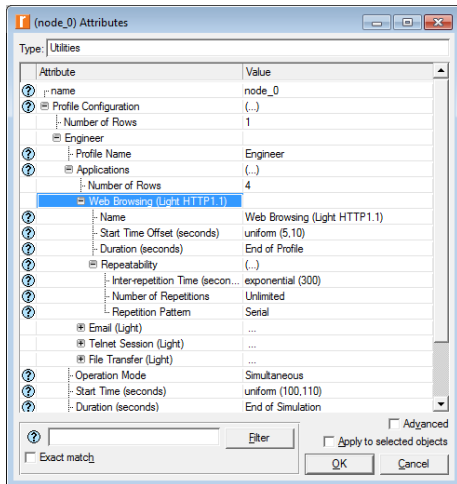 (node_0) Attributes
Type: Utilities
Attribute Value
name node_0
Profile Configuration (...)
Number of Rows 1
Engineer
Profile Name Engineer
Applications (...)
Number of Rows 4
Web Browsing (Light HTTP1.1)
Name Web Browsing (Light HTTP1.1)
Start Time Offset (seconds) uniform (5,10)
Duration (seconds) End of Profile
Repeatability (...)
Inter-repetition Time (secon... exponential (300)
Number of Repetitions Unlimited
Repetition Pattern Serial
Email (Light) ...
Telnet Session (Light) ...
File Transfer (Light) ...
Operation Mode Simultaneous
Start Time (seconds) uniform (100,110)
Duration (seconds) End of Simulation
Advanced
Filter
Apply to selected objects
Exact match
OK Cancel